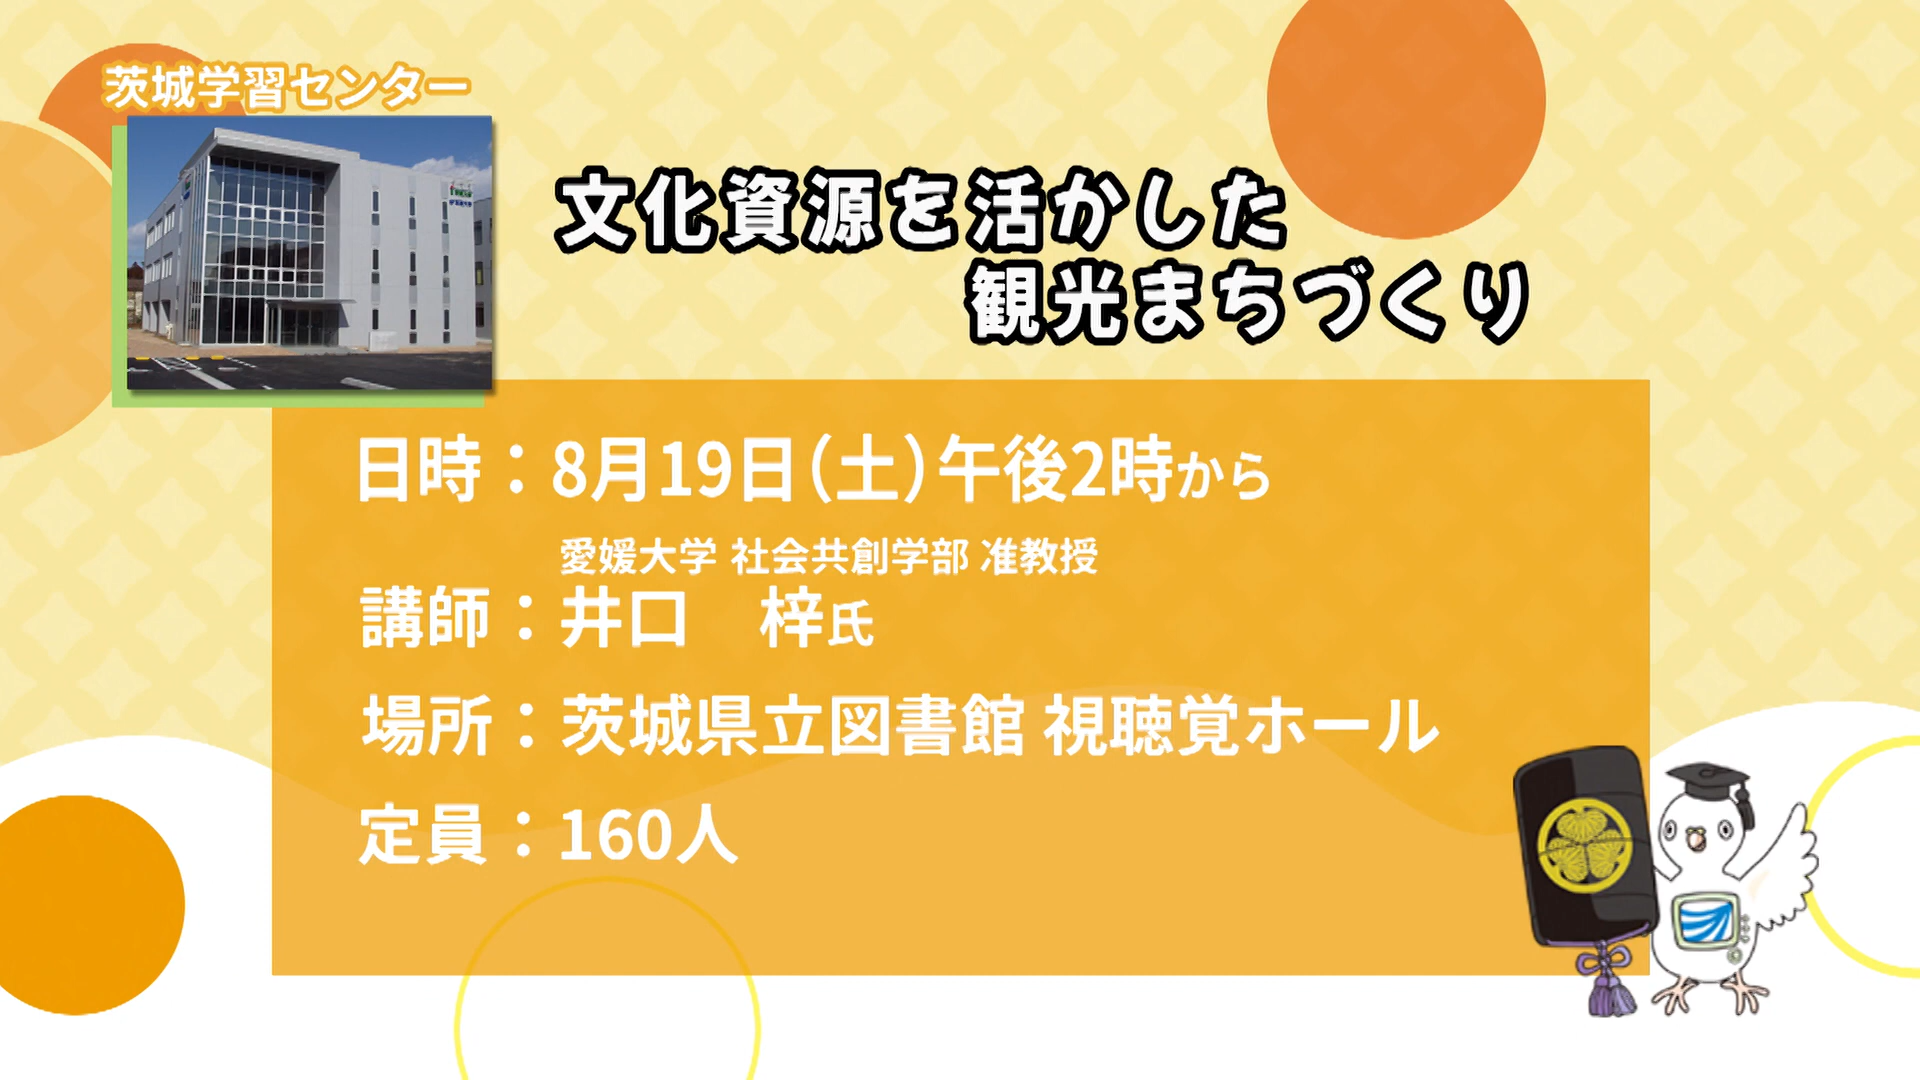 茨城学習センター
文化資源を活かした
観光まちづくり
日時：8月19日（土）午後2時から
愛媛大学 社会共創学部 准教授
講師：井口　梓氏
場所：茨城県立図書館 視聴覚ホール
定員：160人